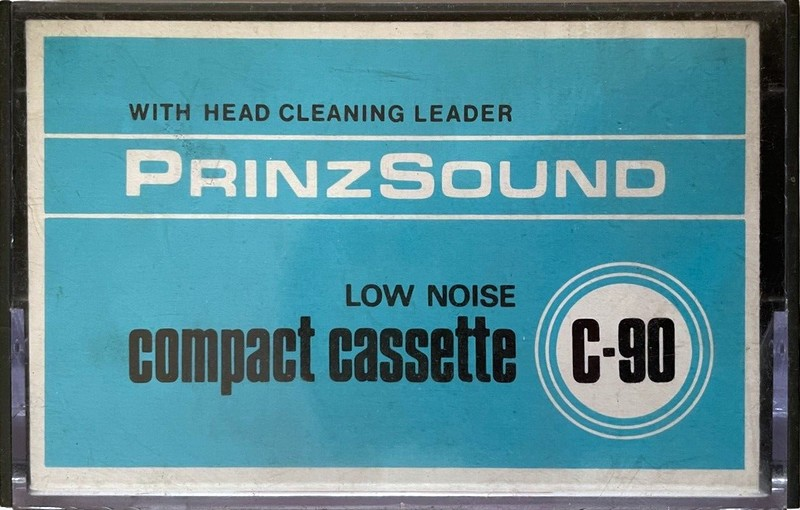 WITH HEAD CLEANING LEADER
PRINZSOUND
LOW NOISE
compact cassette
C-90